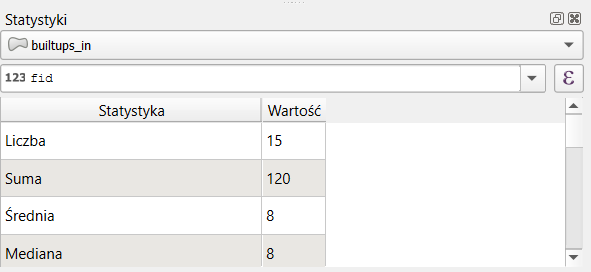 Statystyki
builtups_in
123 fid
ε
Statystyka Wartość
Liczba 15
Suma 120
Średnia 8
Mediana 8